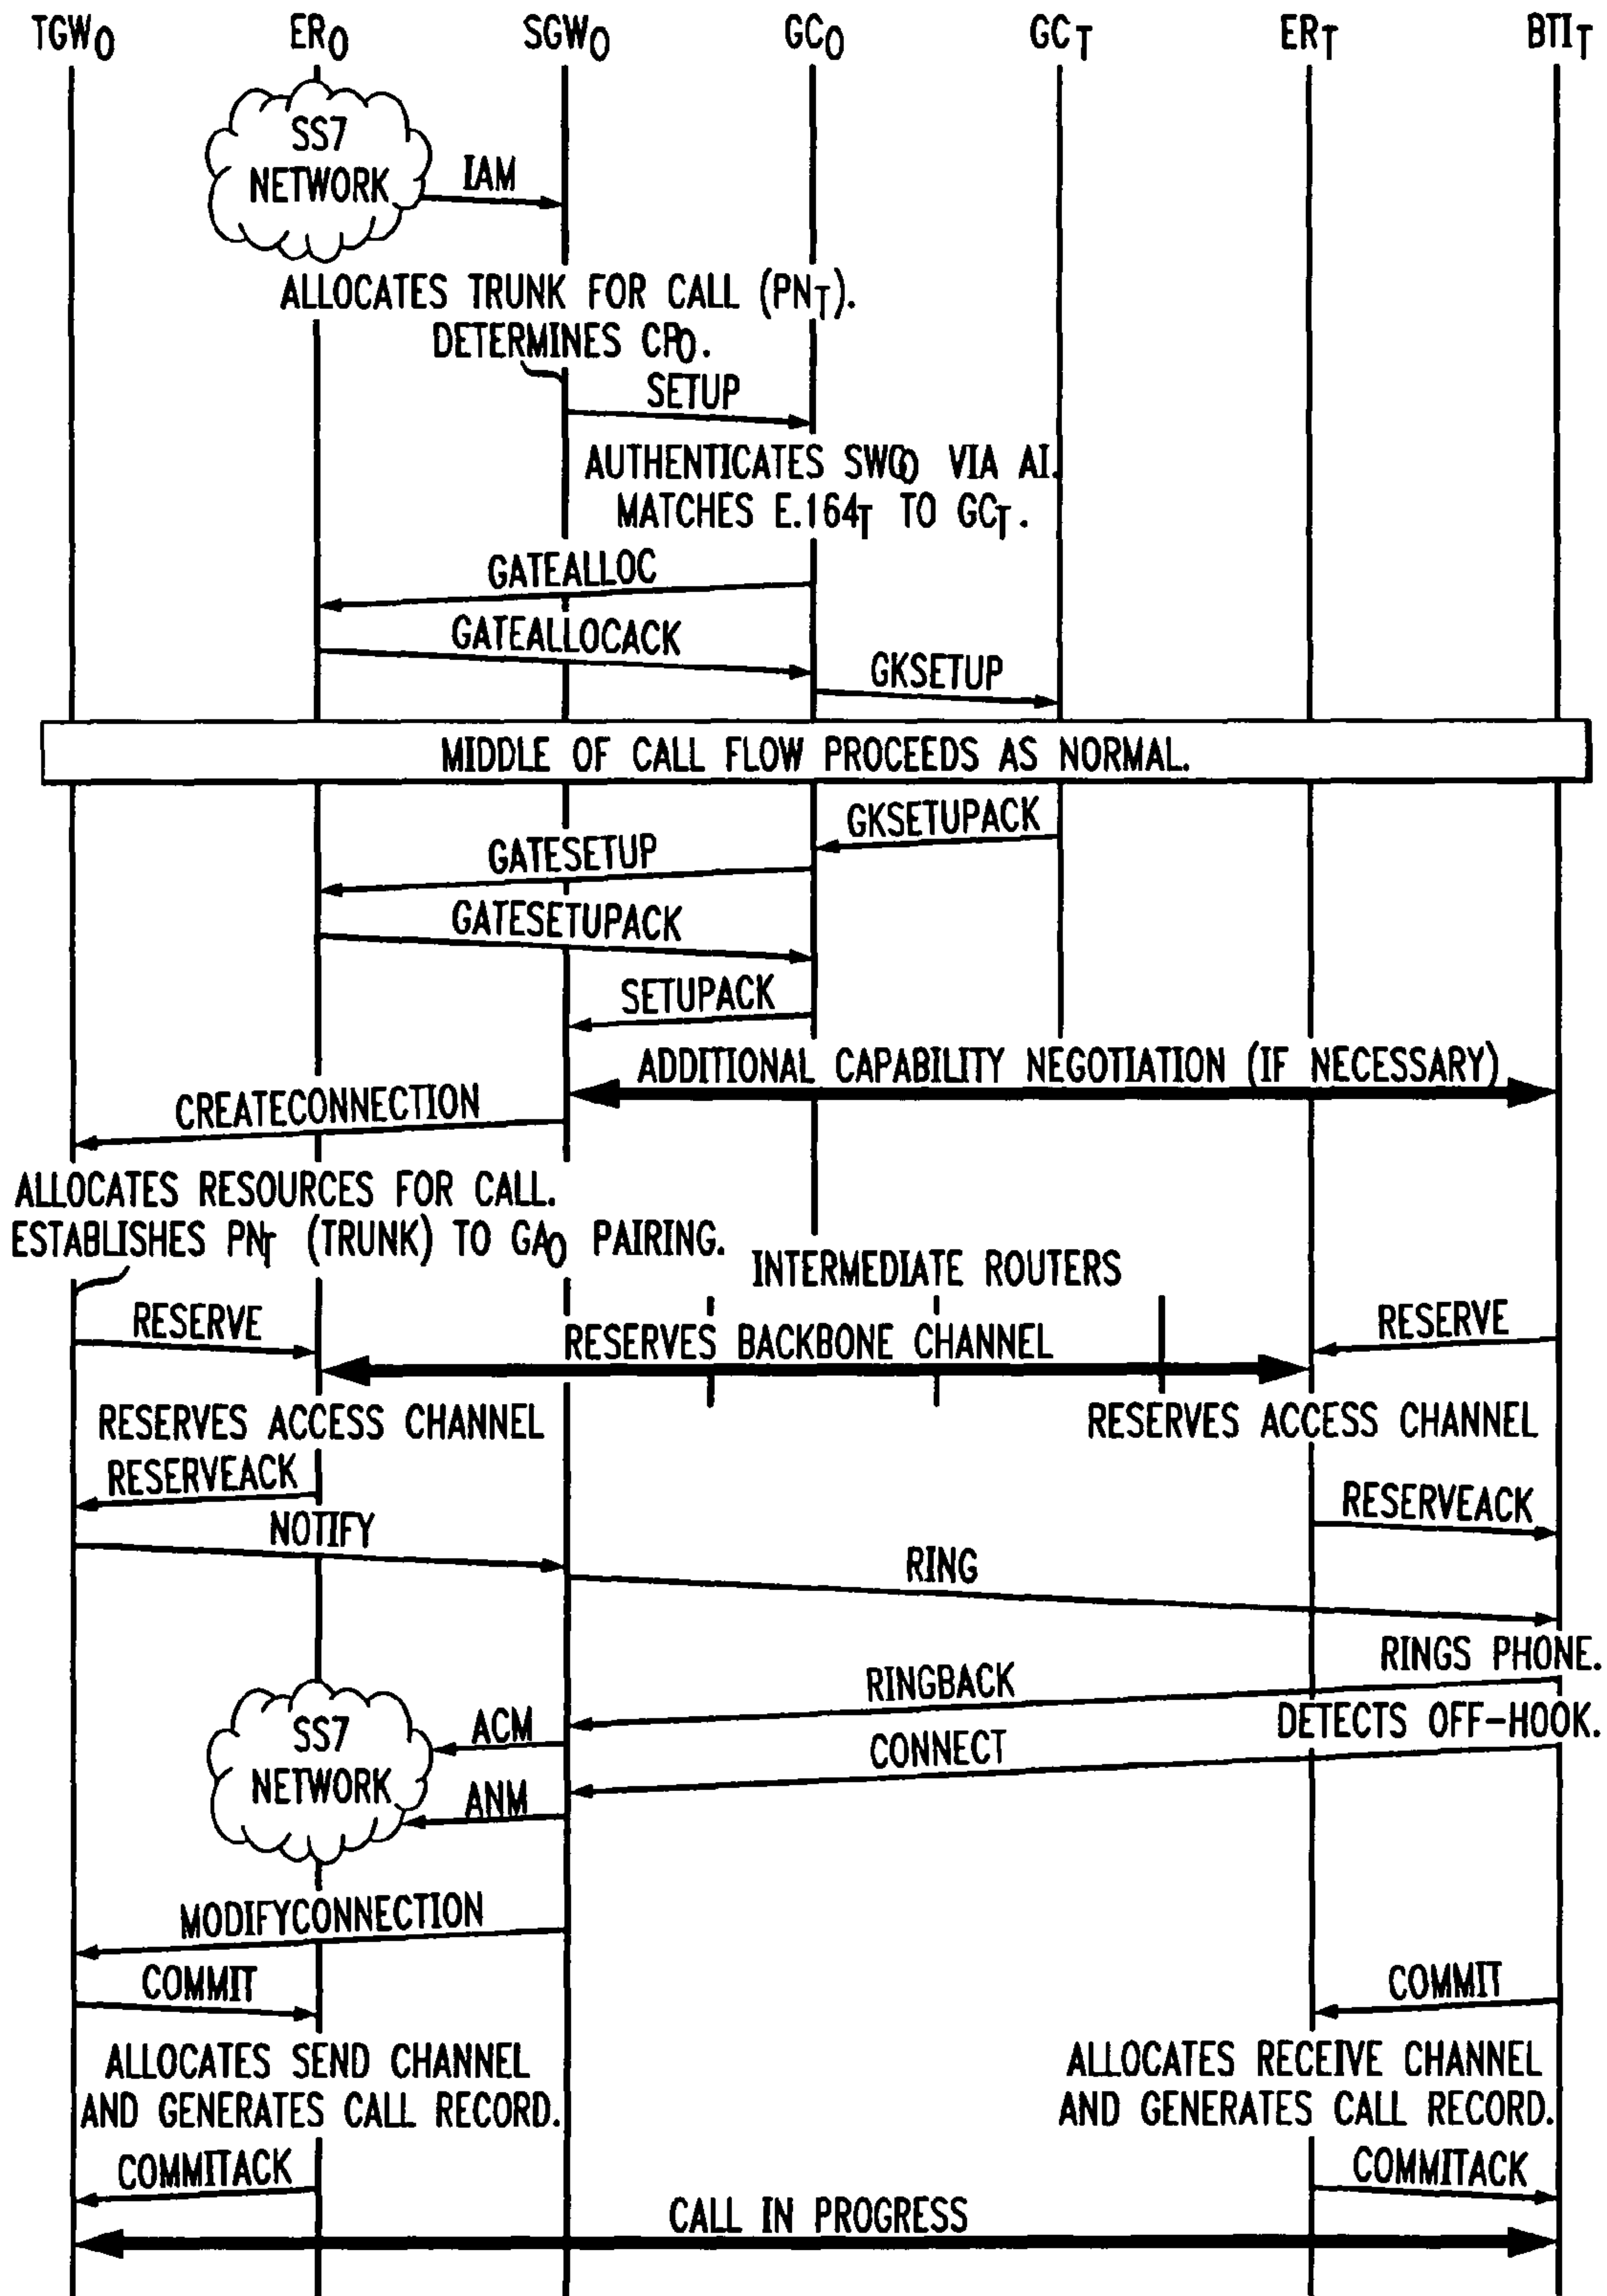 TGWO ERO SGWO GCO GCT ERT BTIT
SS7
NETWORK
IAM
ALLOCATES TRUNK FOR CALL (PNT).
DETERMINES CPO.
SETUP
AUTHENTICATES SWGO VIA AI.
MATCHES E.164T TO GCT.
GATEALLOC
GATEALLOCACK
GKSETUP
MIDDLE OF CALL FLOW PROCEEDS AS NORMAL.
GKSETUPACK
GATESETUP
GATESETUPACK
SETUPACK
ADDITIONAL CAPABILITY NEGOTIATION (IF NECESSARY)
CREATECONNECTION
ALLOCATES RESOURCES FOR CALL.
ESTABLISHES PNT (TRUNK) TO GAO PAIRING.
INTERMEDIATE ROUTERS
RESERVE
RESERVES BACKBONE CHANNEL
RESERVE
RESERVES ACCESS CHANNEL
RESERVES ACCESS CHANNEL
RESERVEACK
RESERVEACK
NOTIFY
RING
RINGS PHONE.
RINGBACK
DETECTS OFF-HOOK.
SS7
NETWORK
ACM
CONNECT
ANM
MODIFYCONNECTION
COMMIT
COMMIT
ALLOCATES SEND CHANNEL
AND GENERATES CALL RECORD.
ALLOCATES RECEIVE CHANNEL
AND GENERATES CALL RECORD.
COMMITACK
COMMITACK
CALL IN PROGRESS